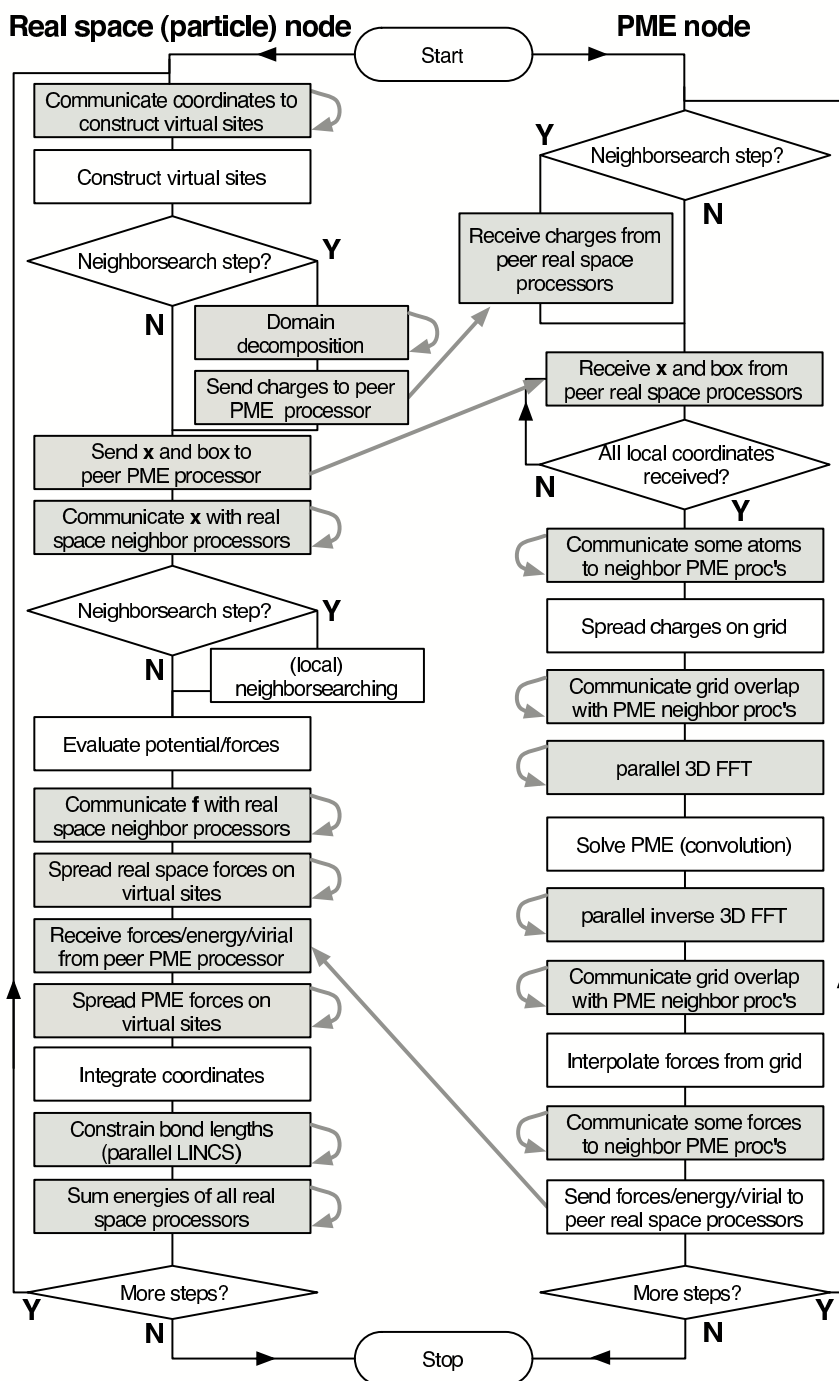 Real space (particle) node
Start
PME node
Communicate coordinates to
construct virtual sites
Construct virtual sites
Neighborsearch step?
Y
N
Domain
decomposition
Send charges to peer
PME processor
Send x and box to
peer PME processor
Communicate x with real
space neighbor processors
Neighborsearch step?
Y
N
(local)
neighborsearching
Evaluate potential/forces
Communicate f with real
space neighbor processors
Spread real space forces on
virtual sites
Receive forces/energy/virial
from peer PME processor
Spread PME forces on
virtual sites
Integrate coordinates
Constrain bond lengths
(parallel LINCS)
Sum energies of all real
space processors
More steps?
Y
N
Y
Neighborsearch step?
N
Receive charges from
peer real space
processors
Receive x and box from
peer real space processors
All local coordinates
received?
N
Y
Communicate some atoms
to neighbor PME proc's
Spread charges on grid
Communicate grid overlap
with PME neighbor proc's
parallel 3D FFT
Solve PME (convolution)
parallel inverse 3D FFT
Communicate grid overlap
with PME neighbor proc's
Interpolate forces from grid
Communicate some forces
to neighbor PME proc's
Send forces/energy/virial to
peer real space processors
More steps?
Y
N
Stop